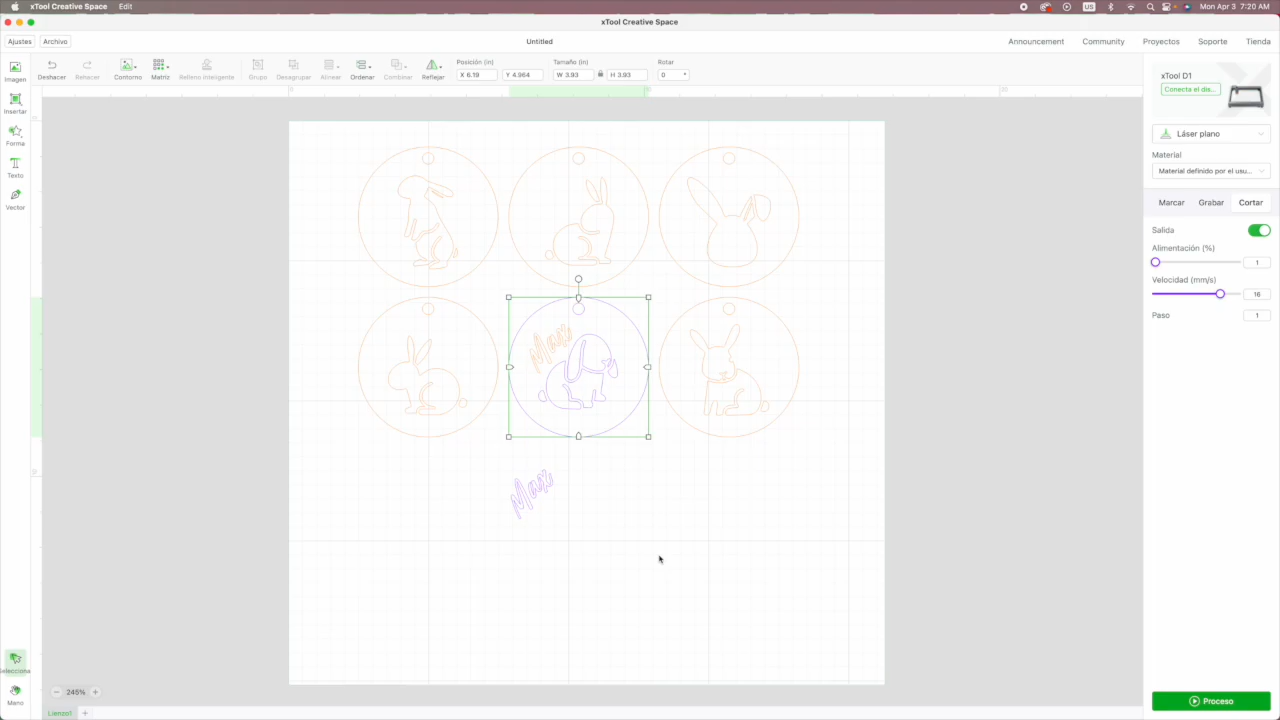 xTool Creative Space Edit
US Mon Apr 3 7:20 AM
xTool Creative Space
Ajustes Archivo Untitled Announcement Community Proyectos Soporte Tienda
Imagen
Insertar
Forma
Texto
Vector
Deshacer Rehacer Contorno Matriz Relleno inteligente Grupo Desagrupar Alinear Ordenar Combinar Reflejar
Posición (in) Tamaño (in) Rotar
X 6.19 Y 4.964 W 3.93 H 3.93 0
xTool D1
Conecta el dis...
Láser plano
Material
Material definido por el usu...
Marcar Grabar Cortar
Salida
Alimentación (%)
1
Velocidad (mm/s)
16
Paso 1
Max
Max
Selecciona
Mano
245%
Lienzo1
Proceso